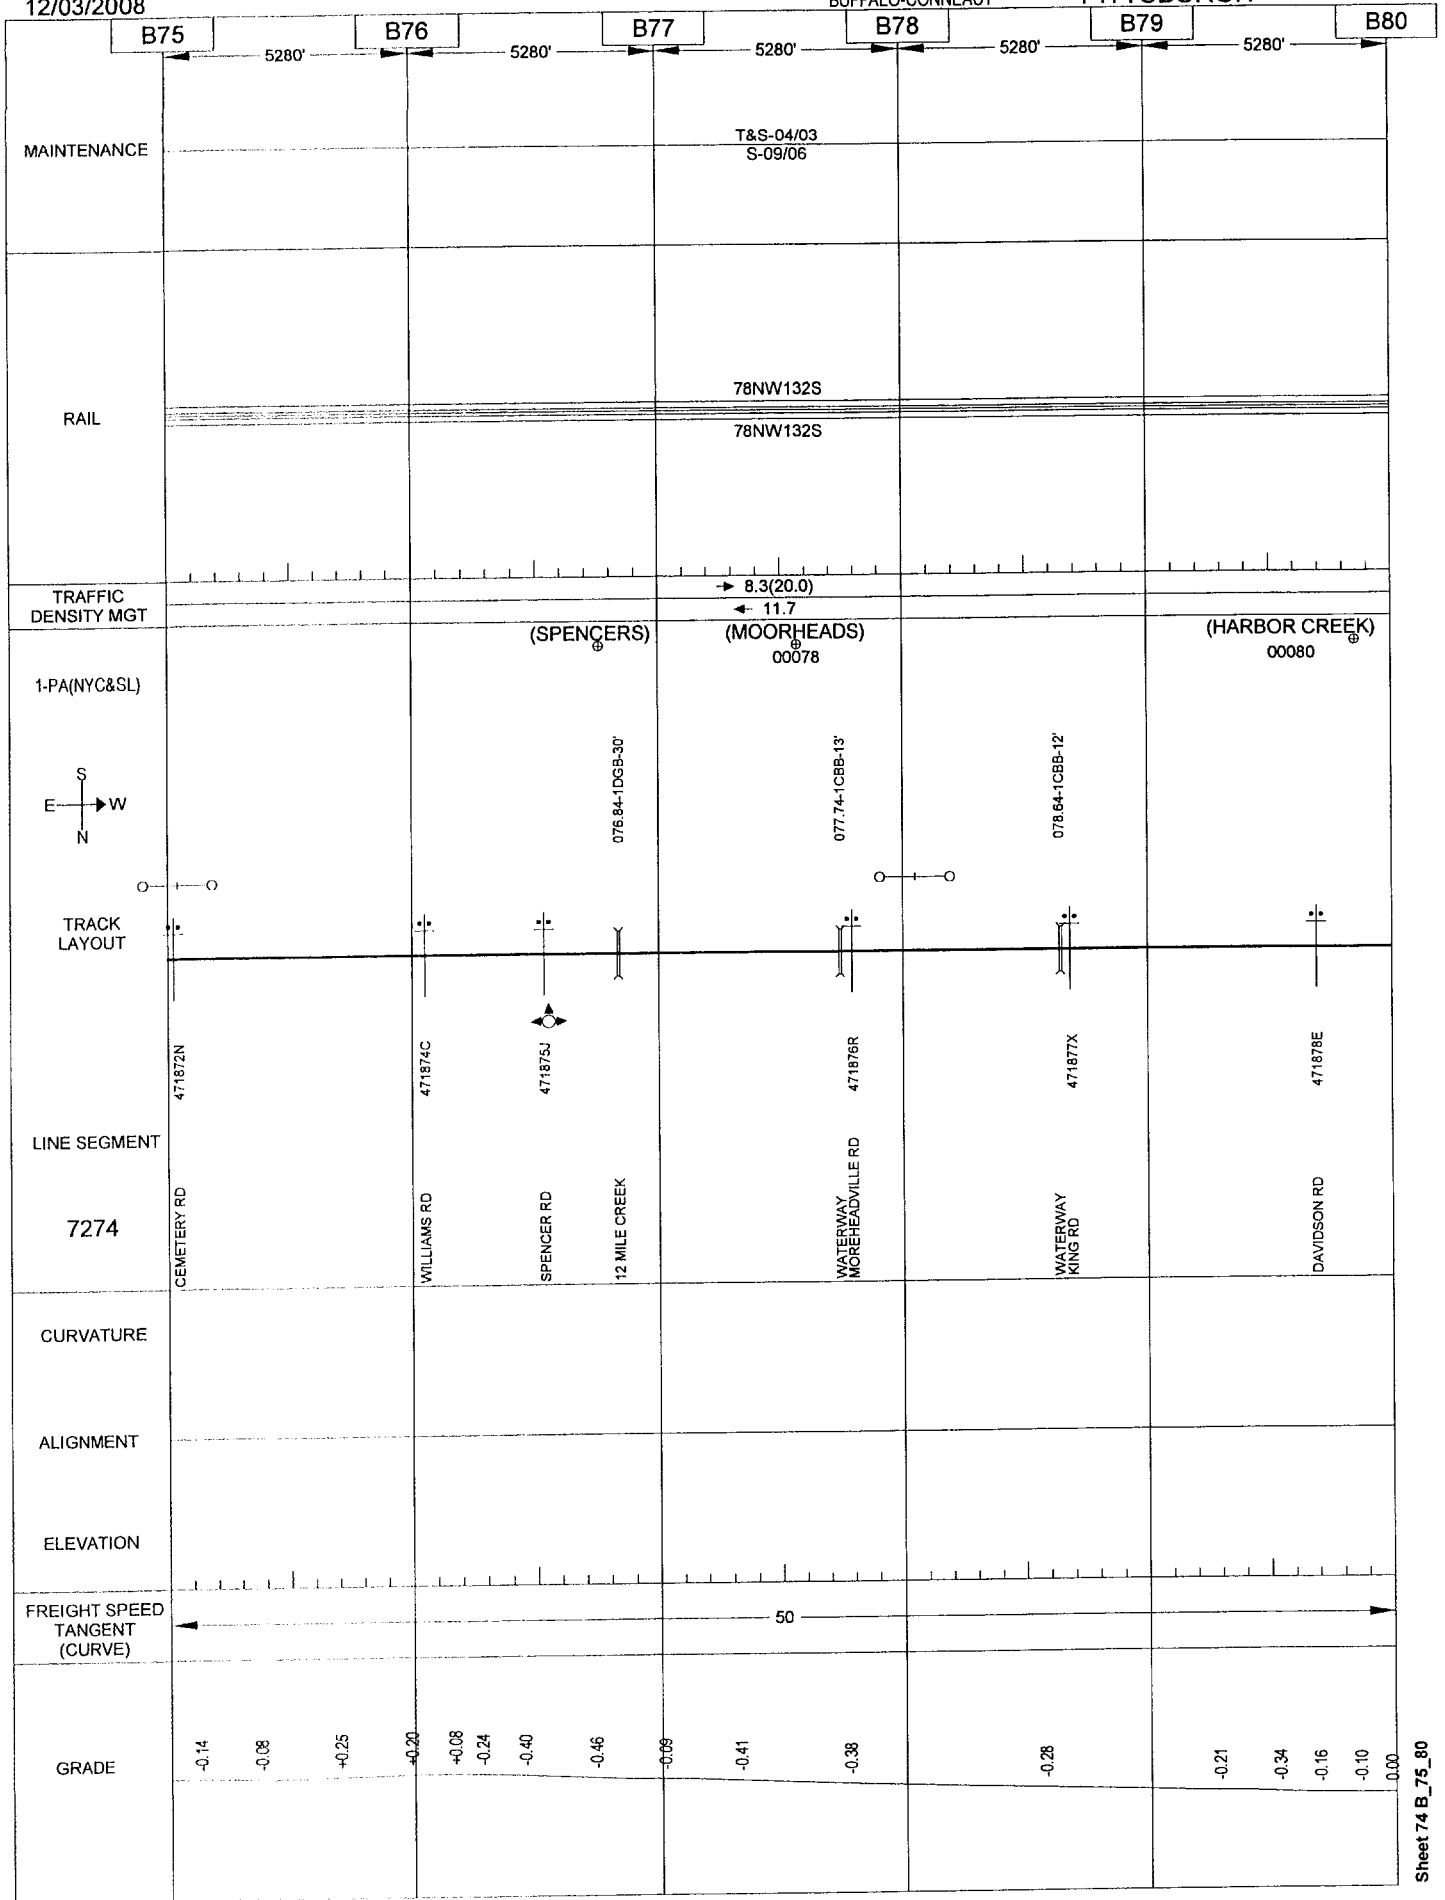 12/03/2008
BUFFALO-CONNEAUT
PITTSBURGH
B75 B76 B77 B78 B79 B80
5280' 5280' 5280' 5280' 5280'
MAINTENANCE
T&S-04/03
S-09/06
RAIL
78NW132S
78NW132S
TRAFFIC
DENSITY MGT
8.3(20.0)
11.7
(SPENCERS) (MOORHEADS) (HARBOR CREEK)
00078 00080
1-PA(NYC&SL)
S
E W
N
076.84-1DGB-30'
077.74-1CBB-13'
078.64-1CBB-12'
TRACK
LAYOUT
471872N
471874C
471875J
471876R
471877X
471878E
LINE SEGMENT
7274
CEMETERY RD
WILLIAMS RD
SPENCER RD
12 MILE CREEK
WATERWAY
MOREHEADVILLE RD
WATERWAY
KING RD
DAVIDSON RD
CURVATURE
ALIGNMENT
ELEVATION
FREIGHT SPEED
TANGENT
(CURVE)
50
GRADE
-0.14
-0.08
+0.25
+0.20
+0.08
-0.24
-0.40
-0.46
-0.09
-0.41
-0.38
-0.28
-0.21
-0.34
-0.16
-0.10
0.00
Sheet 74 B_75_80